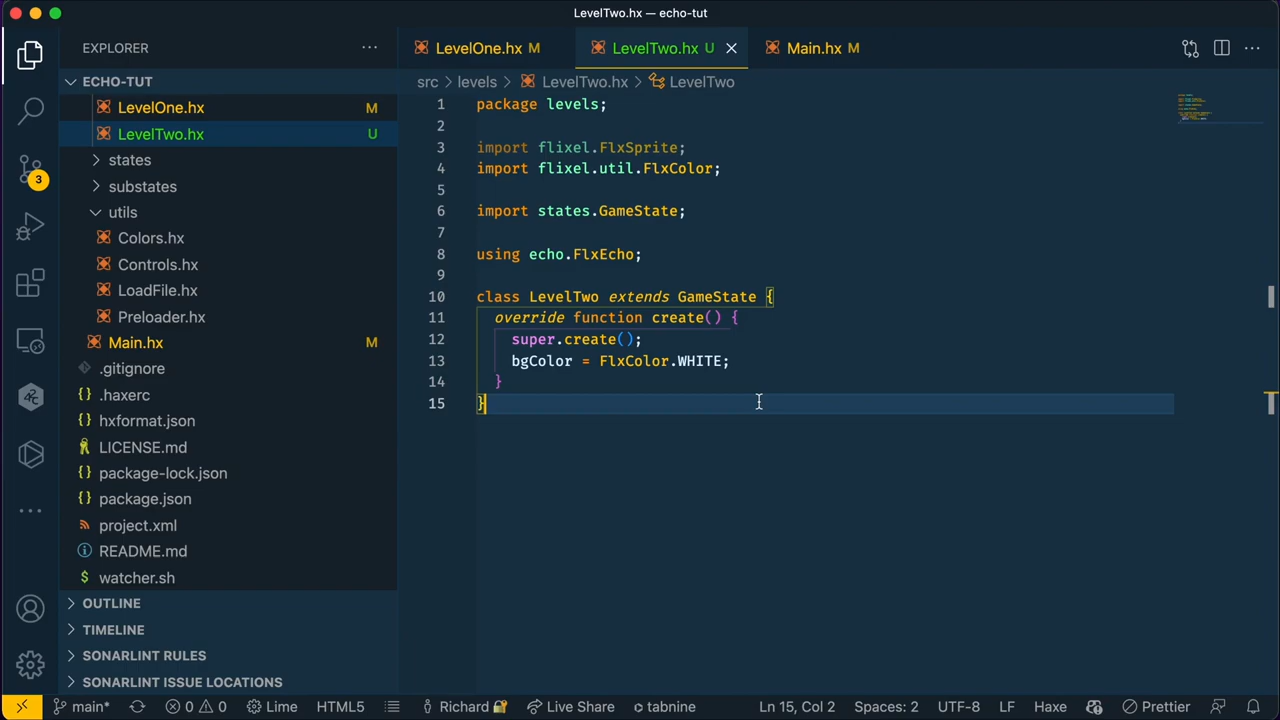 LevelTwo.hx — echo-tut
EXPLORER
LevelOne.hx M
LevelTwo.hx U
Main.hx M
ECHO-TUT
src > levels > LevelTwo.hx > LevelTwo
LevelOne.hx M
LevelTwo.hx U
states
substates
utils
Colors.hx
Controls.hx
LoadFile.hx
Preloader.hx
Main.hx M
.gitignore
.haxerc
hxformat.json
LICENSE.md
package-lock.json
package.json
project.xml
README.md
watcher.sh
OUTLINE
TIMELINE
SONARLINT RULES
SONARLINT ISSUE LOCATIONS
3
1 package levels;
2
3 import flixel.FlxSprite;
4 import flixel.util.FlxColor;
5
6 import states.GameState;
7
8 using echo.FlxEcho;
9
10 class LevelTwo extends GameState {
11 override function create() {
12 super.create();
13 bgColor = FlxColor.WHITE;
14 }
15 }
main* 0 0 Lime HTML5 Richard Live Share tabnine Ln 15, Col 2 Spaces: 2 UTF-8 LF Haxe Prettier